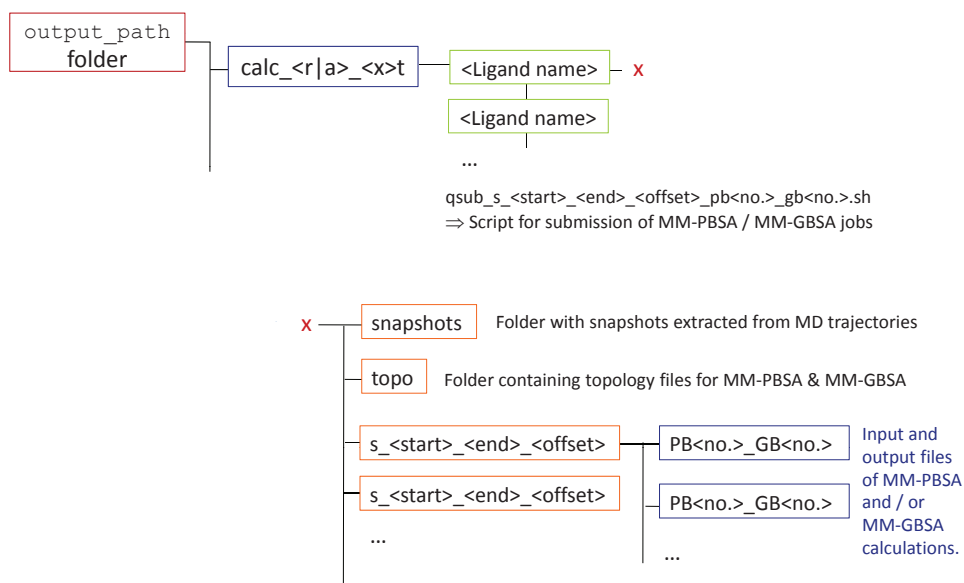 output_path
folder
calc_<r|a>_<x>t
<Ligand name>
x
<Ligand name>
...
qsub_s_<start>_<end>_<offset>_pb<no.>_gb<no.>.sh
⇒ Script for submission of MM-PBSA / MM-GBSA jobs
x
snapshots
Folder with snapshots extracted from MD trajectories
topo
Folder containing topology files for MM-PBSA & MM-GBSA
s_<start>_<end>_<offset>
PB<no.>_GB<no.>
s_<start>_<end>_<offset>
PB<no.>_GB<no.>
...
...
Input and
output files
of MM-PBSA
and / or
MM-GBSA
calculations.